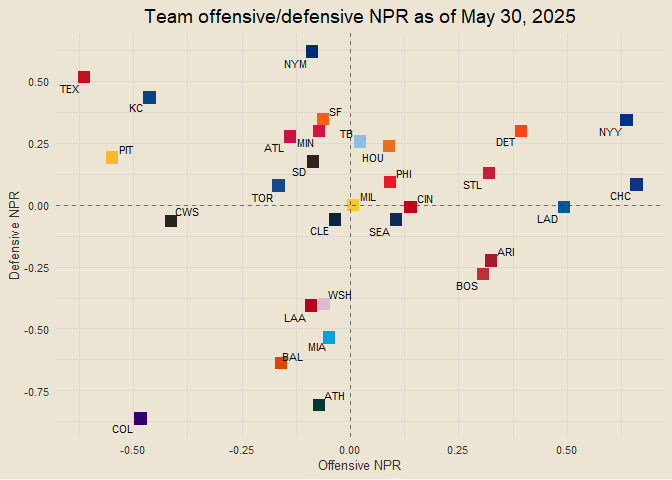 Team offensive/defensive NPR as of May 30, 2025
NYM
TEX
KC
SF
TB
NYY
ATL
MIN
DET
PIT
HOU
SD
PHI
STL
TOR
MIL
CIN
CHC
CWS
CLE
SEA
LAD
ARI
BOS
WSH
LAA
MIA
BAL
ATH
COL
0.50
0.25
0.00
-0.25
-0.50
-0.75
Defensive NPR
-0.50
-0.25
0.00
0.25
0.50
Offensive NPR